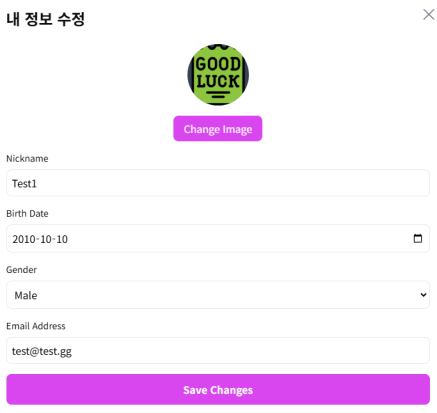 내 정보 수정
GOOD
LUCK
Change Image
Nickname
Test1
Birth Date
2010-10-10
Gender
Male
Email Address
test@test.gg
Save Changes